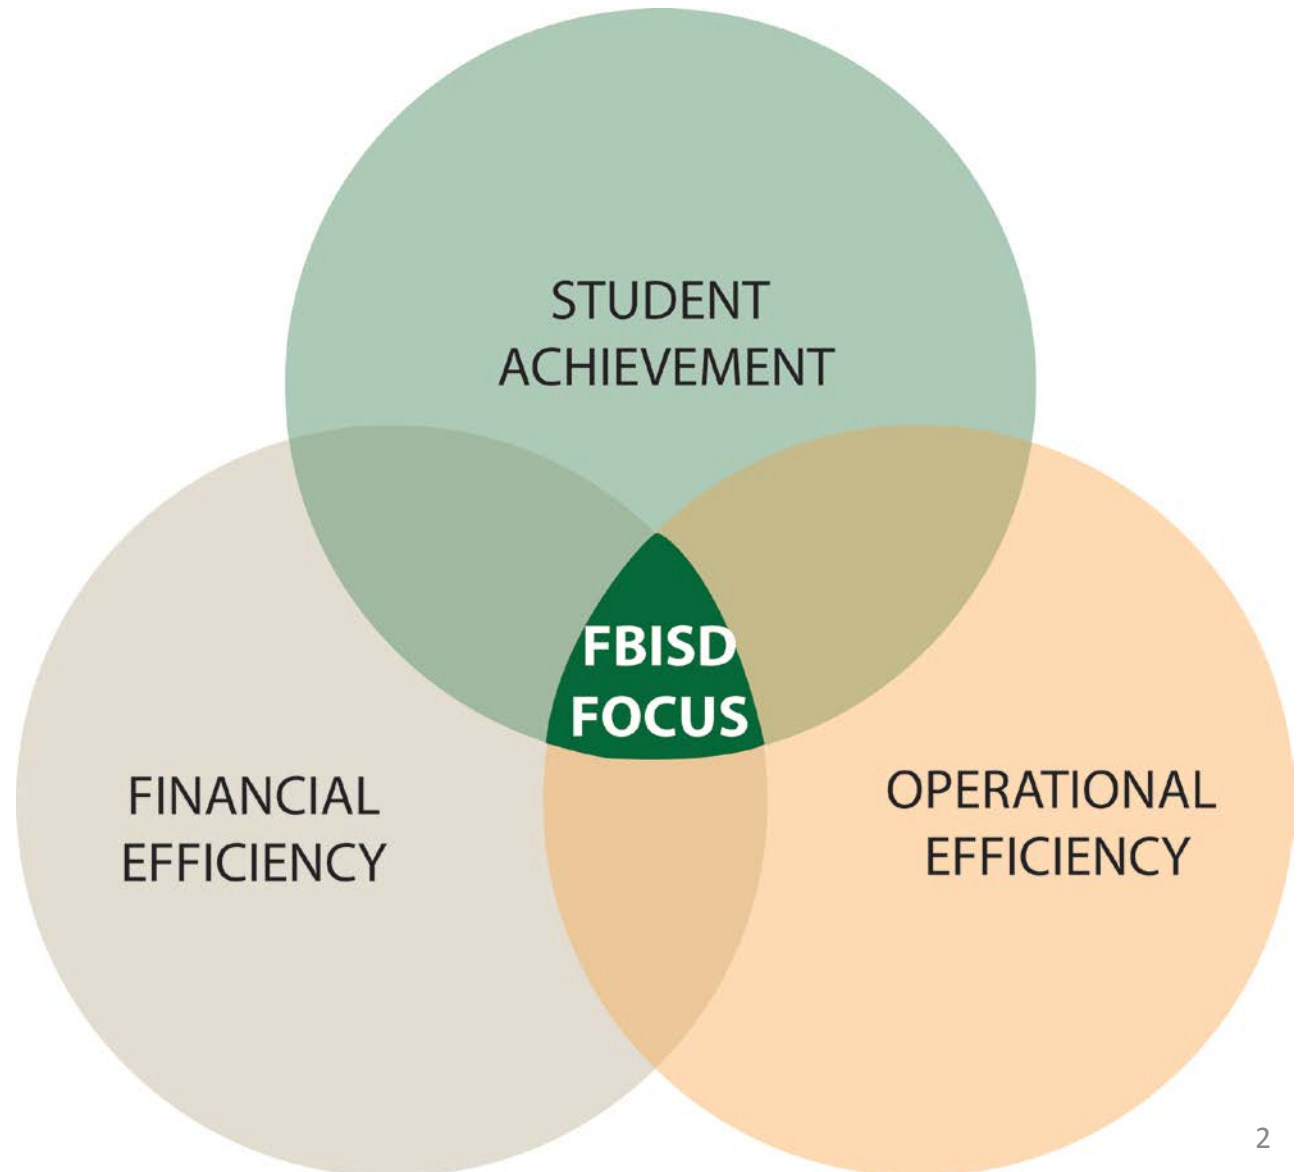 STUDENT
ACHIEVEMENT
FBISD
FOCUS
FINANCIAL
EFFICIENCY
OPERATIONAL
EFFICIENCY
2